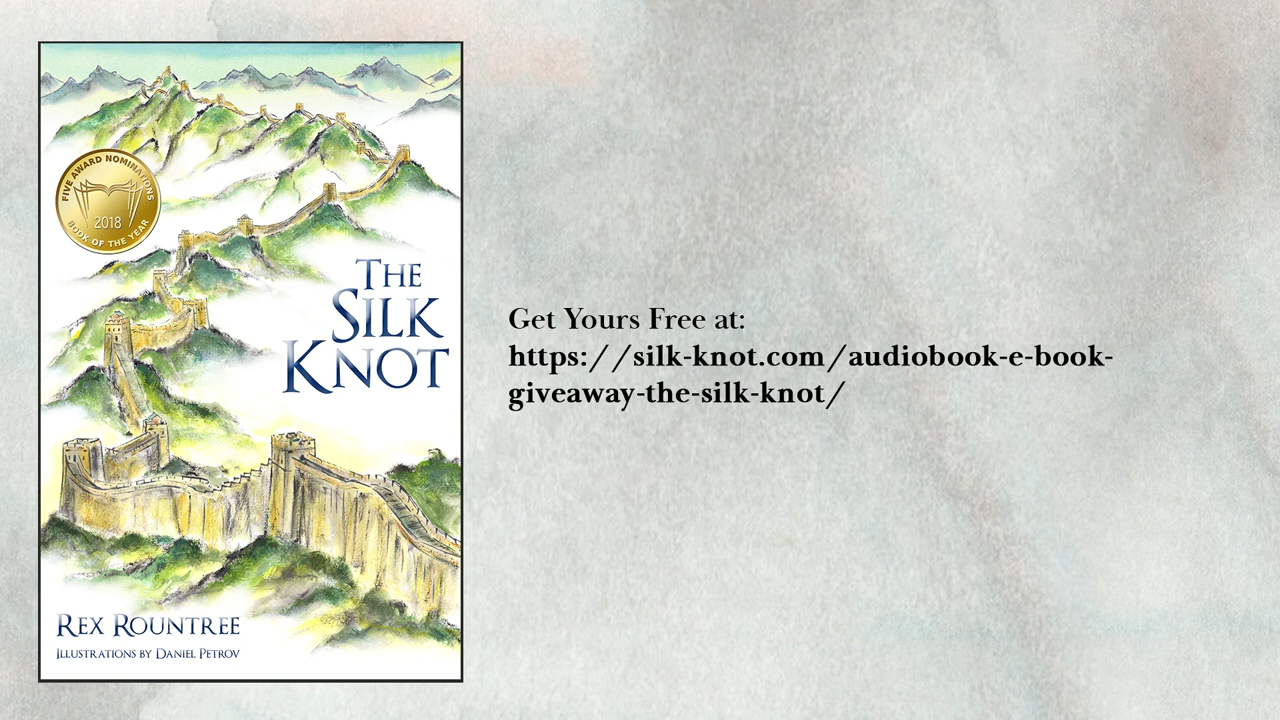 FIVE AWARD NOMINATIONS
2018
BOOK OF THE YEAR
THE
SILK
KNOT
REX ROUNTREE
ILLUSTRATIONS BY DANIEL PETROV
Get Yours Free at:
https://silk-knot.com/audiobook-e-book-
giveaway-the-silk-knot/